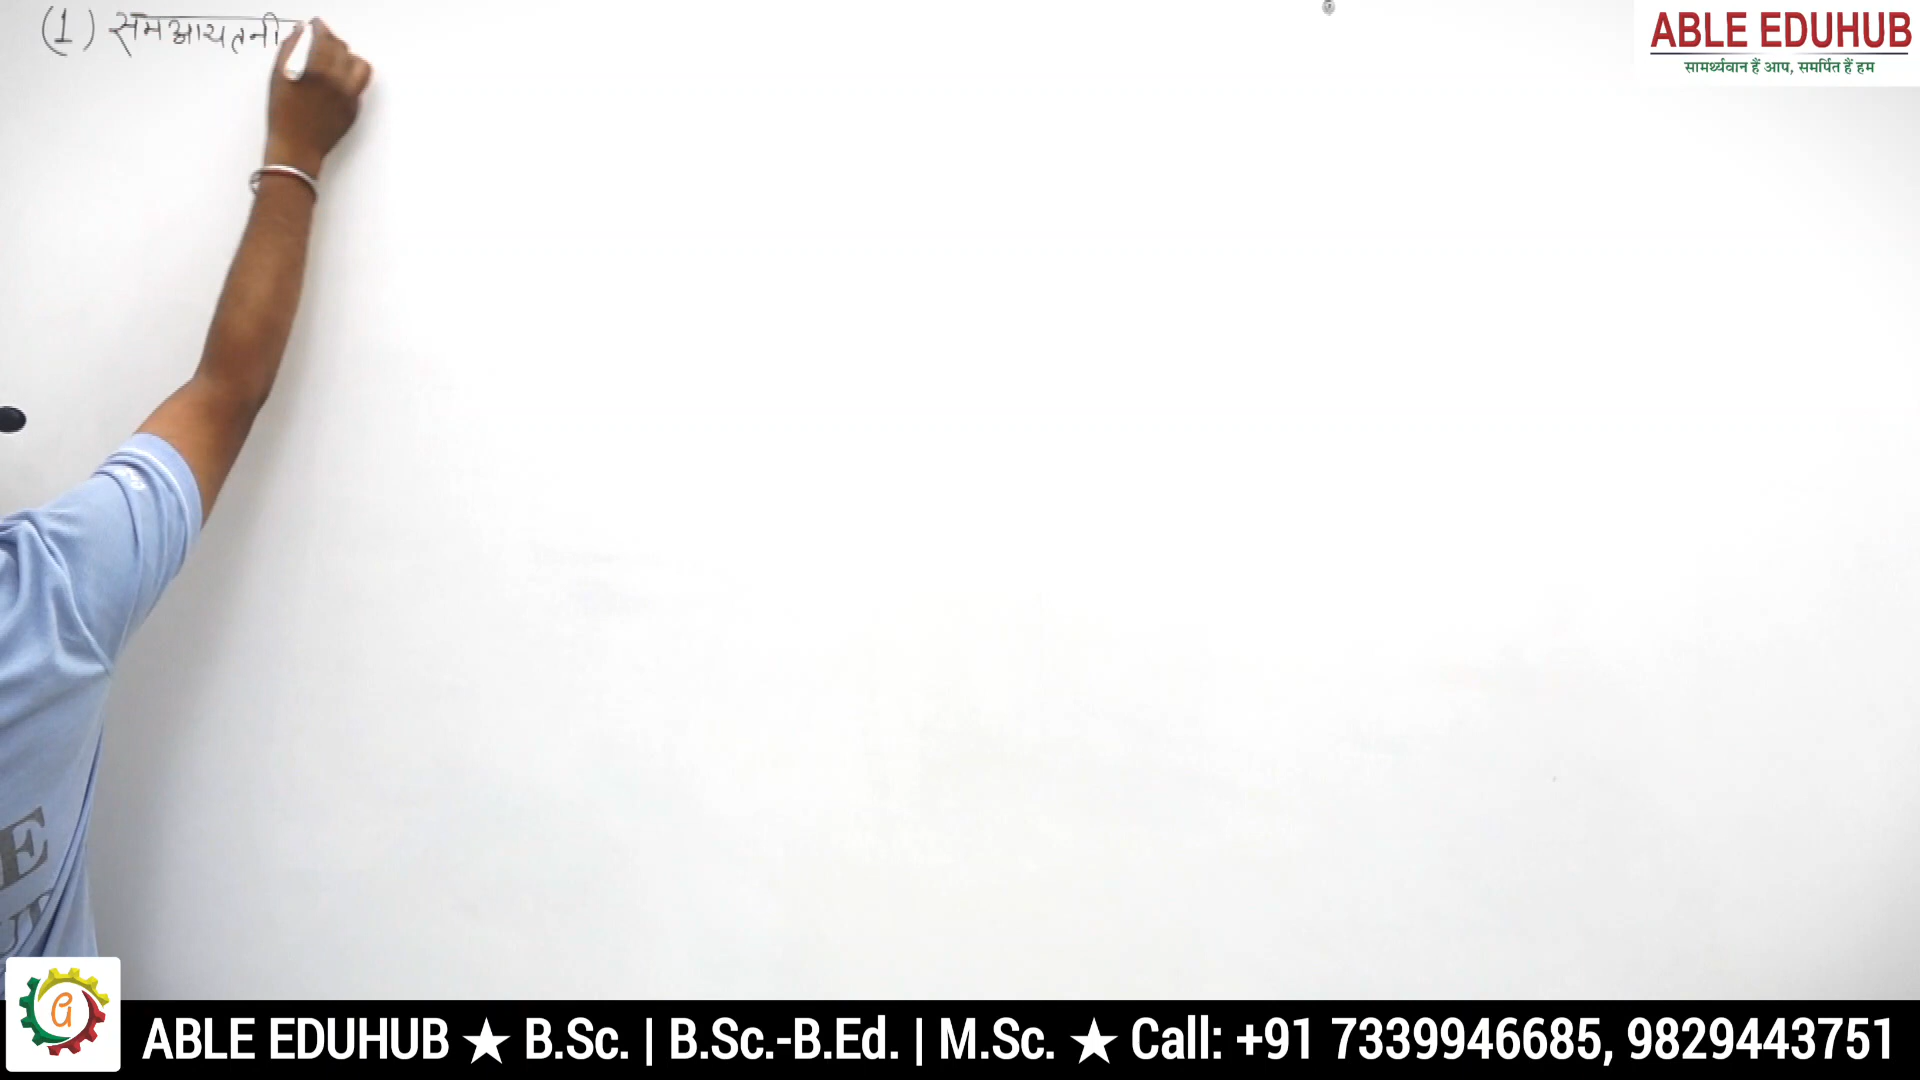 (1) समआयतनी
ABLE EDUHUB
सामर्थ्यवान हैं आप, समर्पित हैं हम
ABLE EDUHUB ★ B.Sc. | B.Sc.-B.Ed. | M.Sc. ★ Call: +91 7339946685, 9829443751